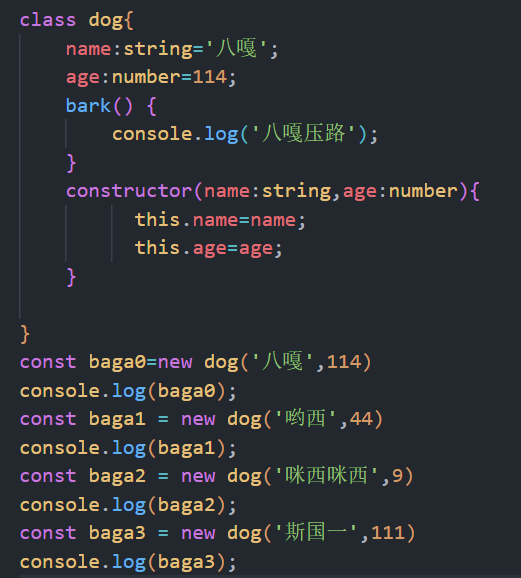 class dog{
name:string='八嘎';
age:number=114;
bark() {
console.log('八嘎压路');
}
constructor(name:string,age:number){
this.name=name;
this.age=age;
}
}
const baga0=new dog('八嘎',114)
console.log(baga0);
const baga1 = new dog('哟西',44)
console.log(baga1);
const baga2 = new dog('咪西咪西',9)
console.log(baga2);
const baga3 = new dog('斯国一',111)
console.log(baga3);